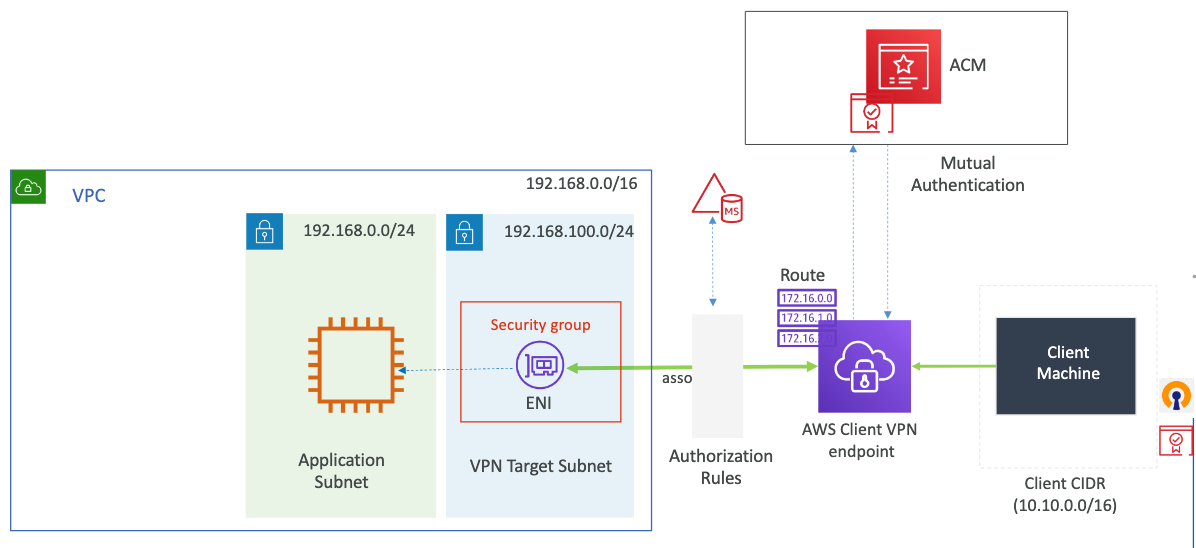 ACM
Mutual
Authentication
192.168.0.0/16
VPC
MS
192.168.0.0/24
192.168.100.0/24
Route
172.16.0.0
172.16.1.0
Security group
Client
Machine
asso
ENI
AWS Client VPN
endpoint
Authorization
Rules
Application
Subnet
VPN Target Subnet
Client CIDR
(10.10.0.0/16)